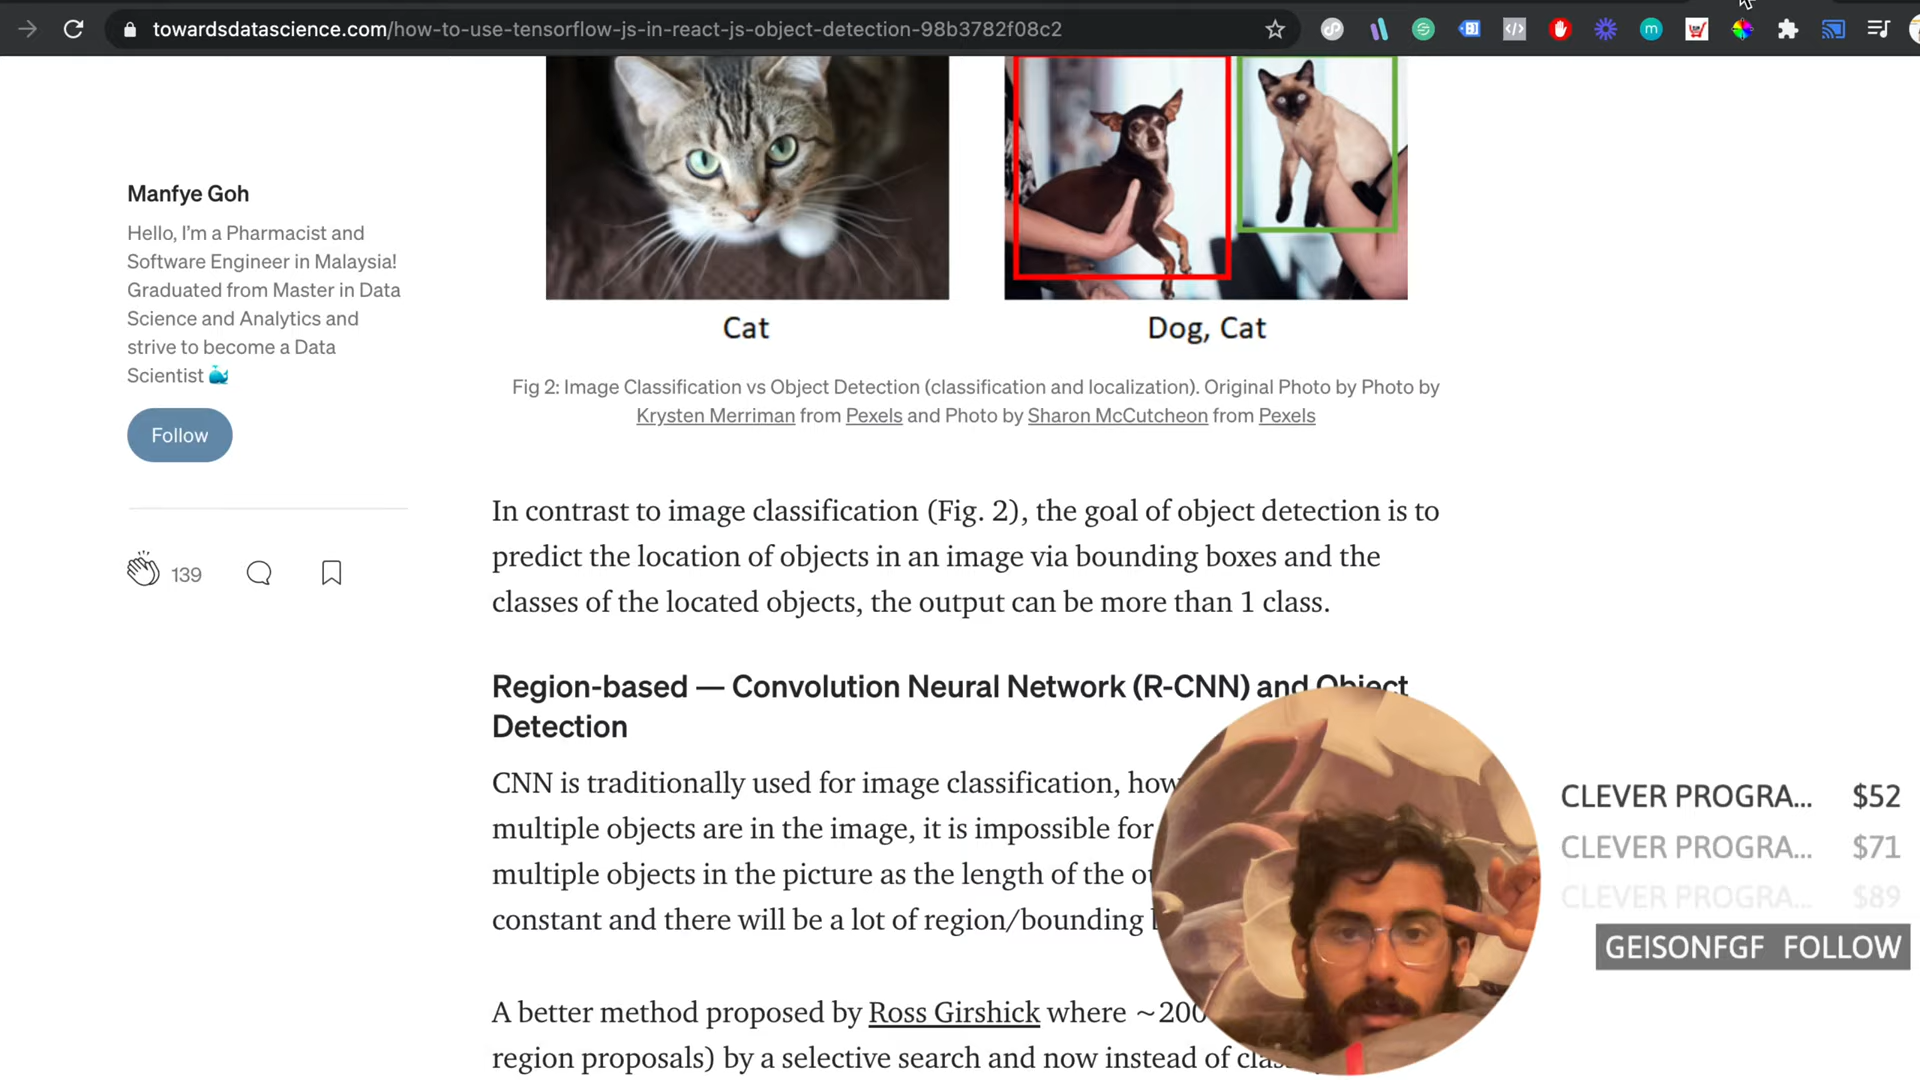 towardsdatascience.com/how-to-use-tensorflow-js-in-react-js-object-detection-98b3782f08c2
Manfye Goh
Hello, I'm a Pharmacist and
Software Engineer in Malaysia!
Graduated from Master in Data
Science and Analytics and
strive to become a Data
Scientist 🐳
Follow
139
Cat
Dog, Cat
Fig 2: Image Classification vs Object Detection (classification and localization). Original Photo by Photo by
Krysten Merriman from Pexels and Photo by Sharon McCutcheon from Pexels
In contrast to image classification (Fig. 2), the goal of object detection is to
predict the location of objects in an image via bounding boxes and the
classes of the located objects, the output can be more than 1 class.
Region-based — Convolution Neural Network (R-CNN) and Object
Detection
CNN is traditionally used for image classification, how
multiple objects are in the image, it is impossible for
multiple objects in the picture as the length of the
constant and there will be a lot of region/bounding
A better method proposed by Ross Girshick where ~200
region proposals) by a selective search and now instead of
CLEVER PROGRA... $52
CLEVER PROGRA... $71
CLEVER PROGRA... $89
GEISONFGF FOLLOW